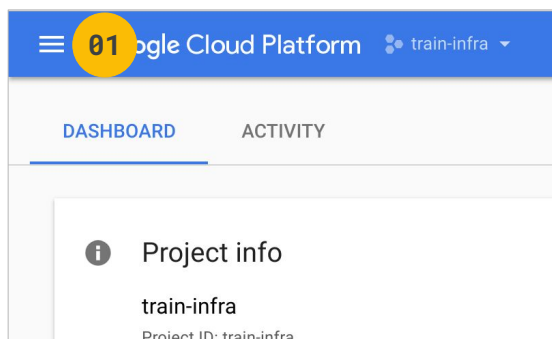 01 ogle Cloud Platform train-infra
DASHBOARD ACTIVITY
Project info
train-infra
Project ID: train-infra